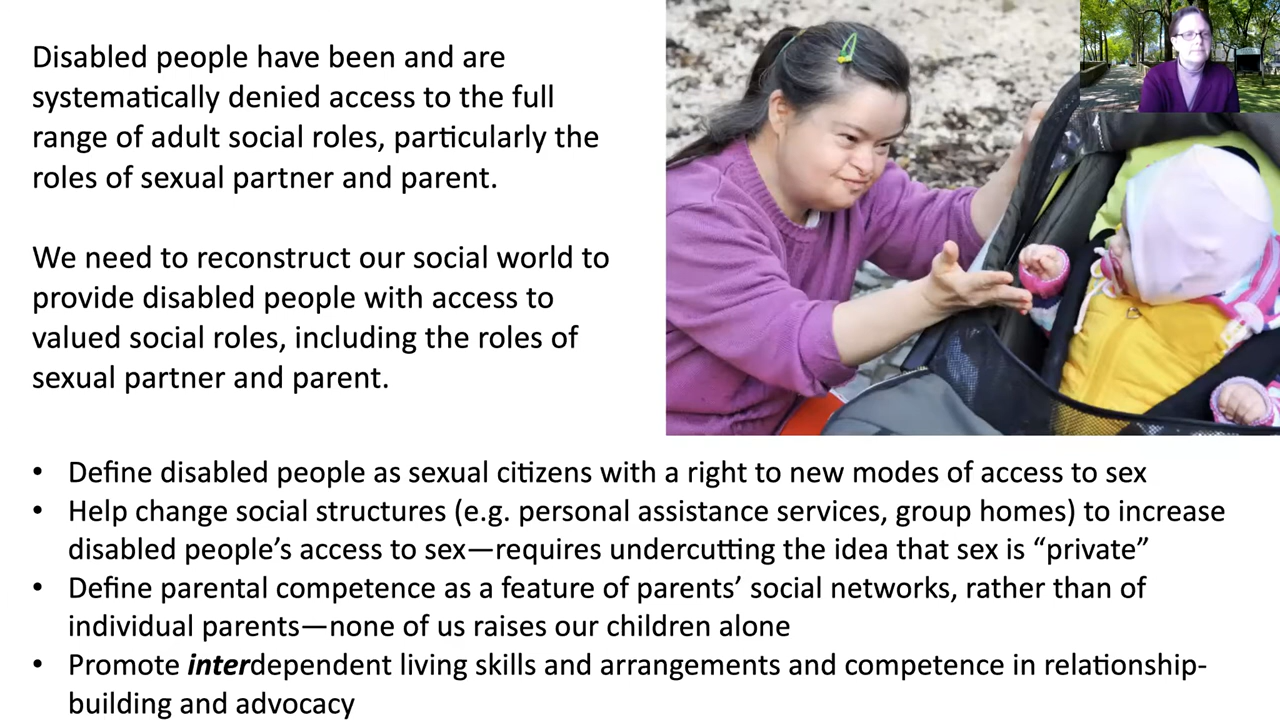 Disabled people have been and are
systematically denied access to the full
range of adult social roles, particularly the
roles of sexual partner and parent.
We need to reconstruct our social world to
provide disabled people with access to
valued social roles, including the roles of
sexual partner and parent.
• Define disabled people as sexual citizens with a right to new modes of access to sex
• Help change social structures (e.g. personal assistance services, group homes) to increase
disabled people’s access to sex—requires undercutting the idea that sex is “private”
• Define parental competence as a feature of parents’ social networks, rather than of
individual parents—none of us raises our children alone
• Promote interdependent living skills and arrangements and competence in relationship-
building and advocacy